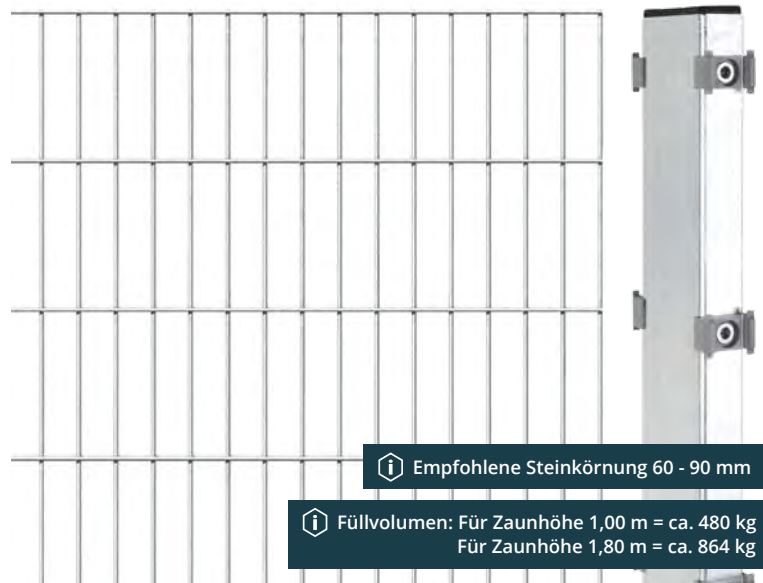 Empfohlene Steinkörnung 60 - 90 mm
Füllvolumen: Für Zaunhöhe 1,00 m = ca. 480 kg
Für Zaunhöhe 1,80 m = ca. 864 kg